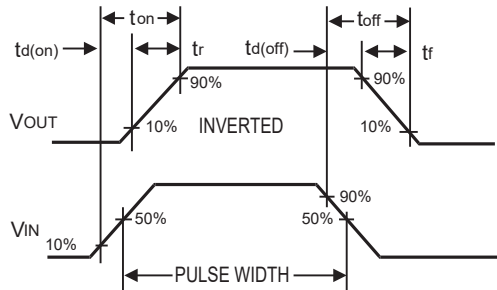 ton
toff
td(on)
tr
td(off)
tf
90%
90%
VOUT
10%
INVERTED
10%
90%
50%
50%
VIN
10%
PULSE WIDTH